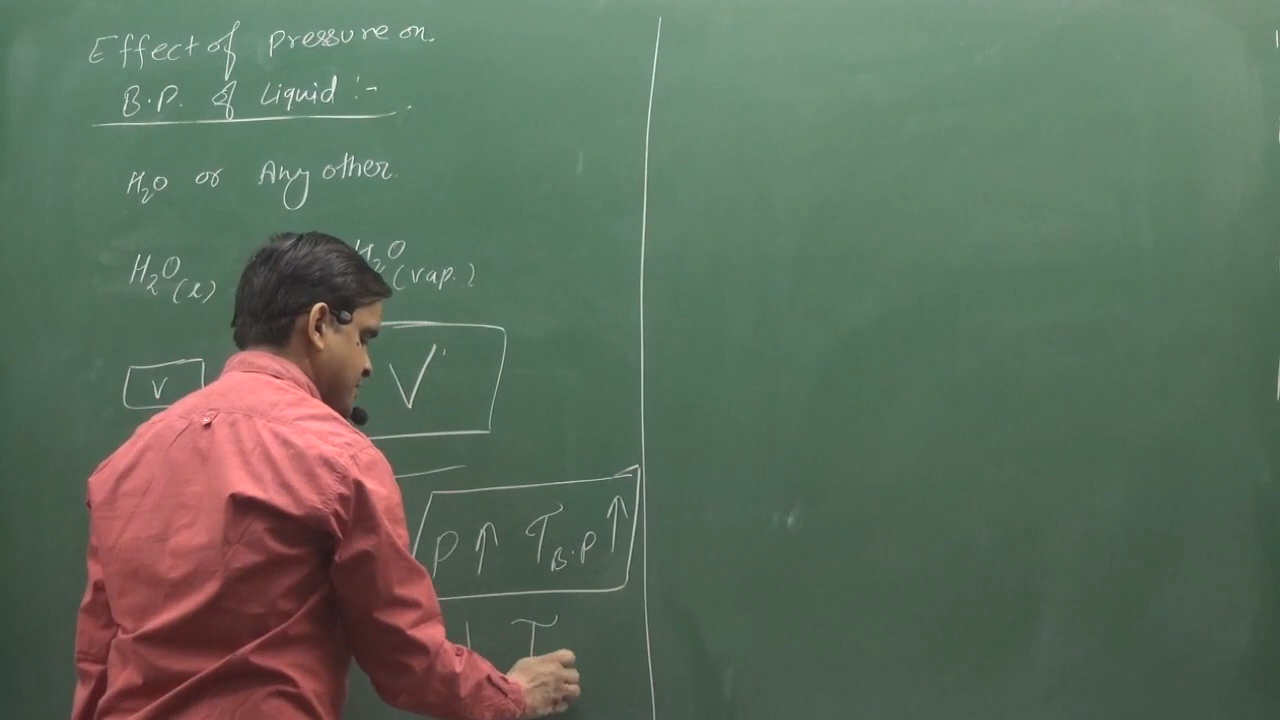 Effect of pressure on
B.P. of Liquid :-
H₂O or Any other
H₂O(l) H₂O(vap.)
V V
P↑ T_B.P↑
T